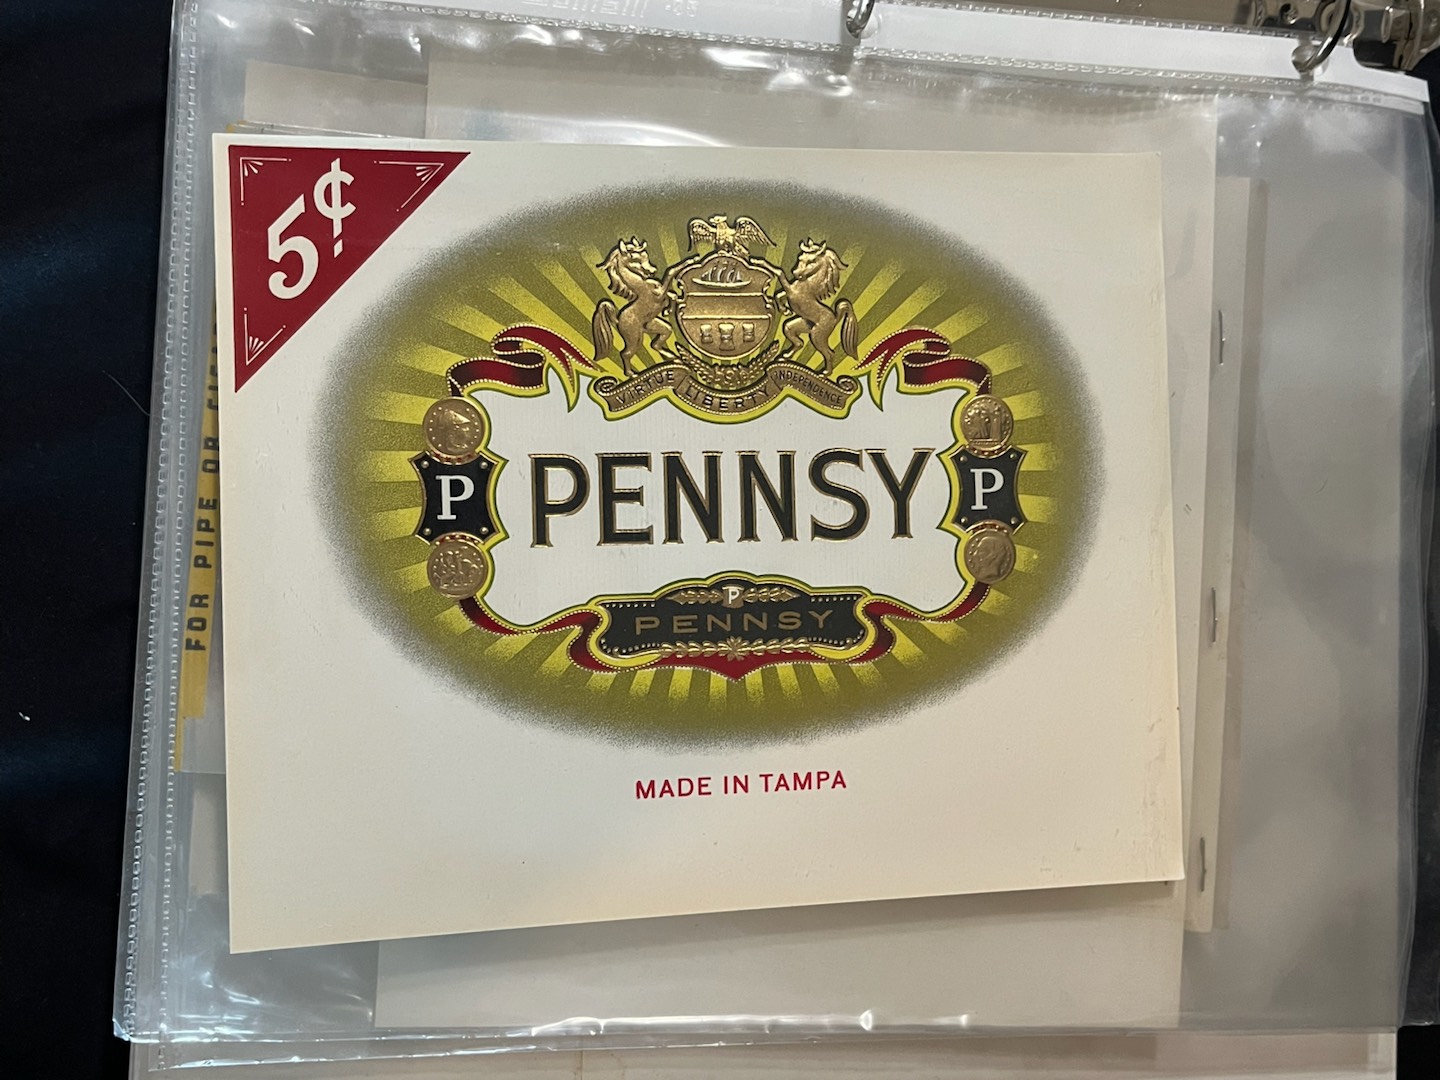 5¢
VIRTUE LIBERTY INDEPENDENCE
P PENNSY P
P
PENNSY
MADE IN TAMPA
FOR PIPE OR